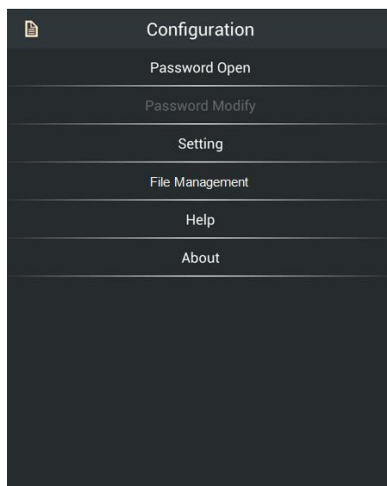 Configuration
Password Open
Password Modify
Setting
File Management
Help
About